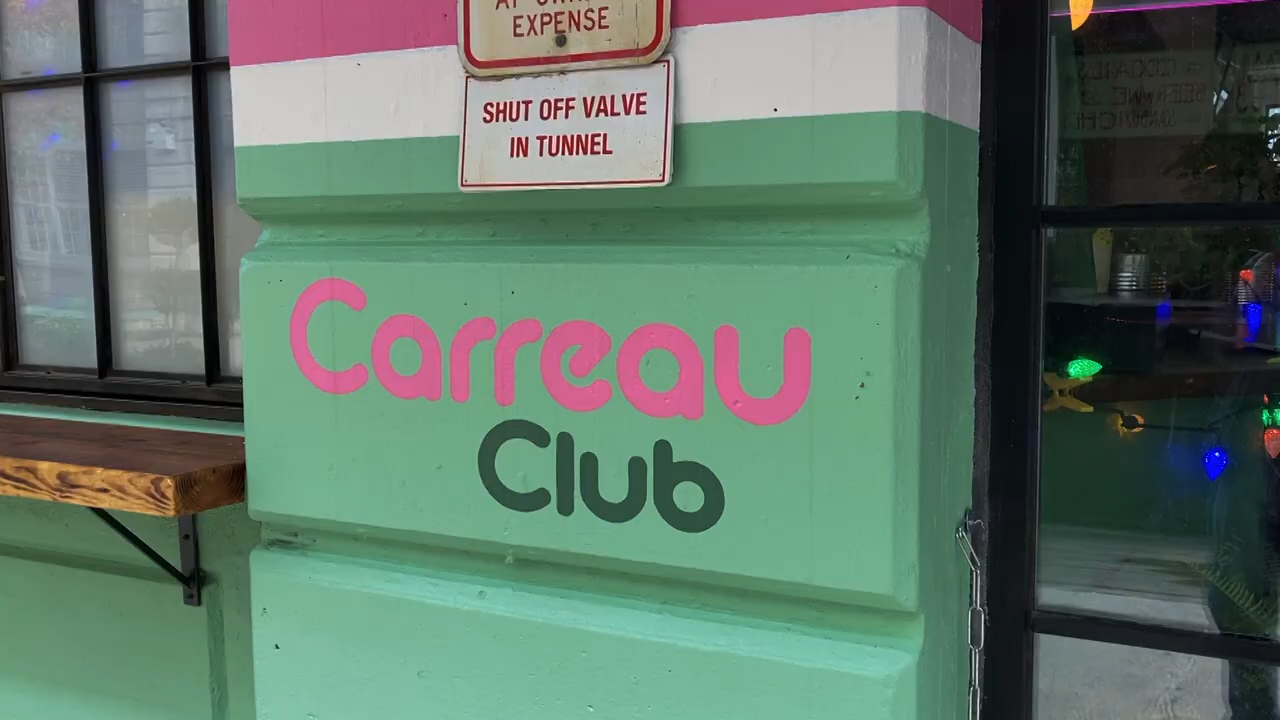 EXPENSE
SHUT OFF VALVE
IN TUNNEL
Carreau
Club